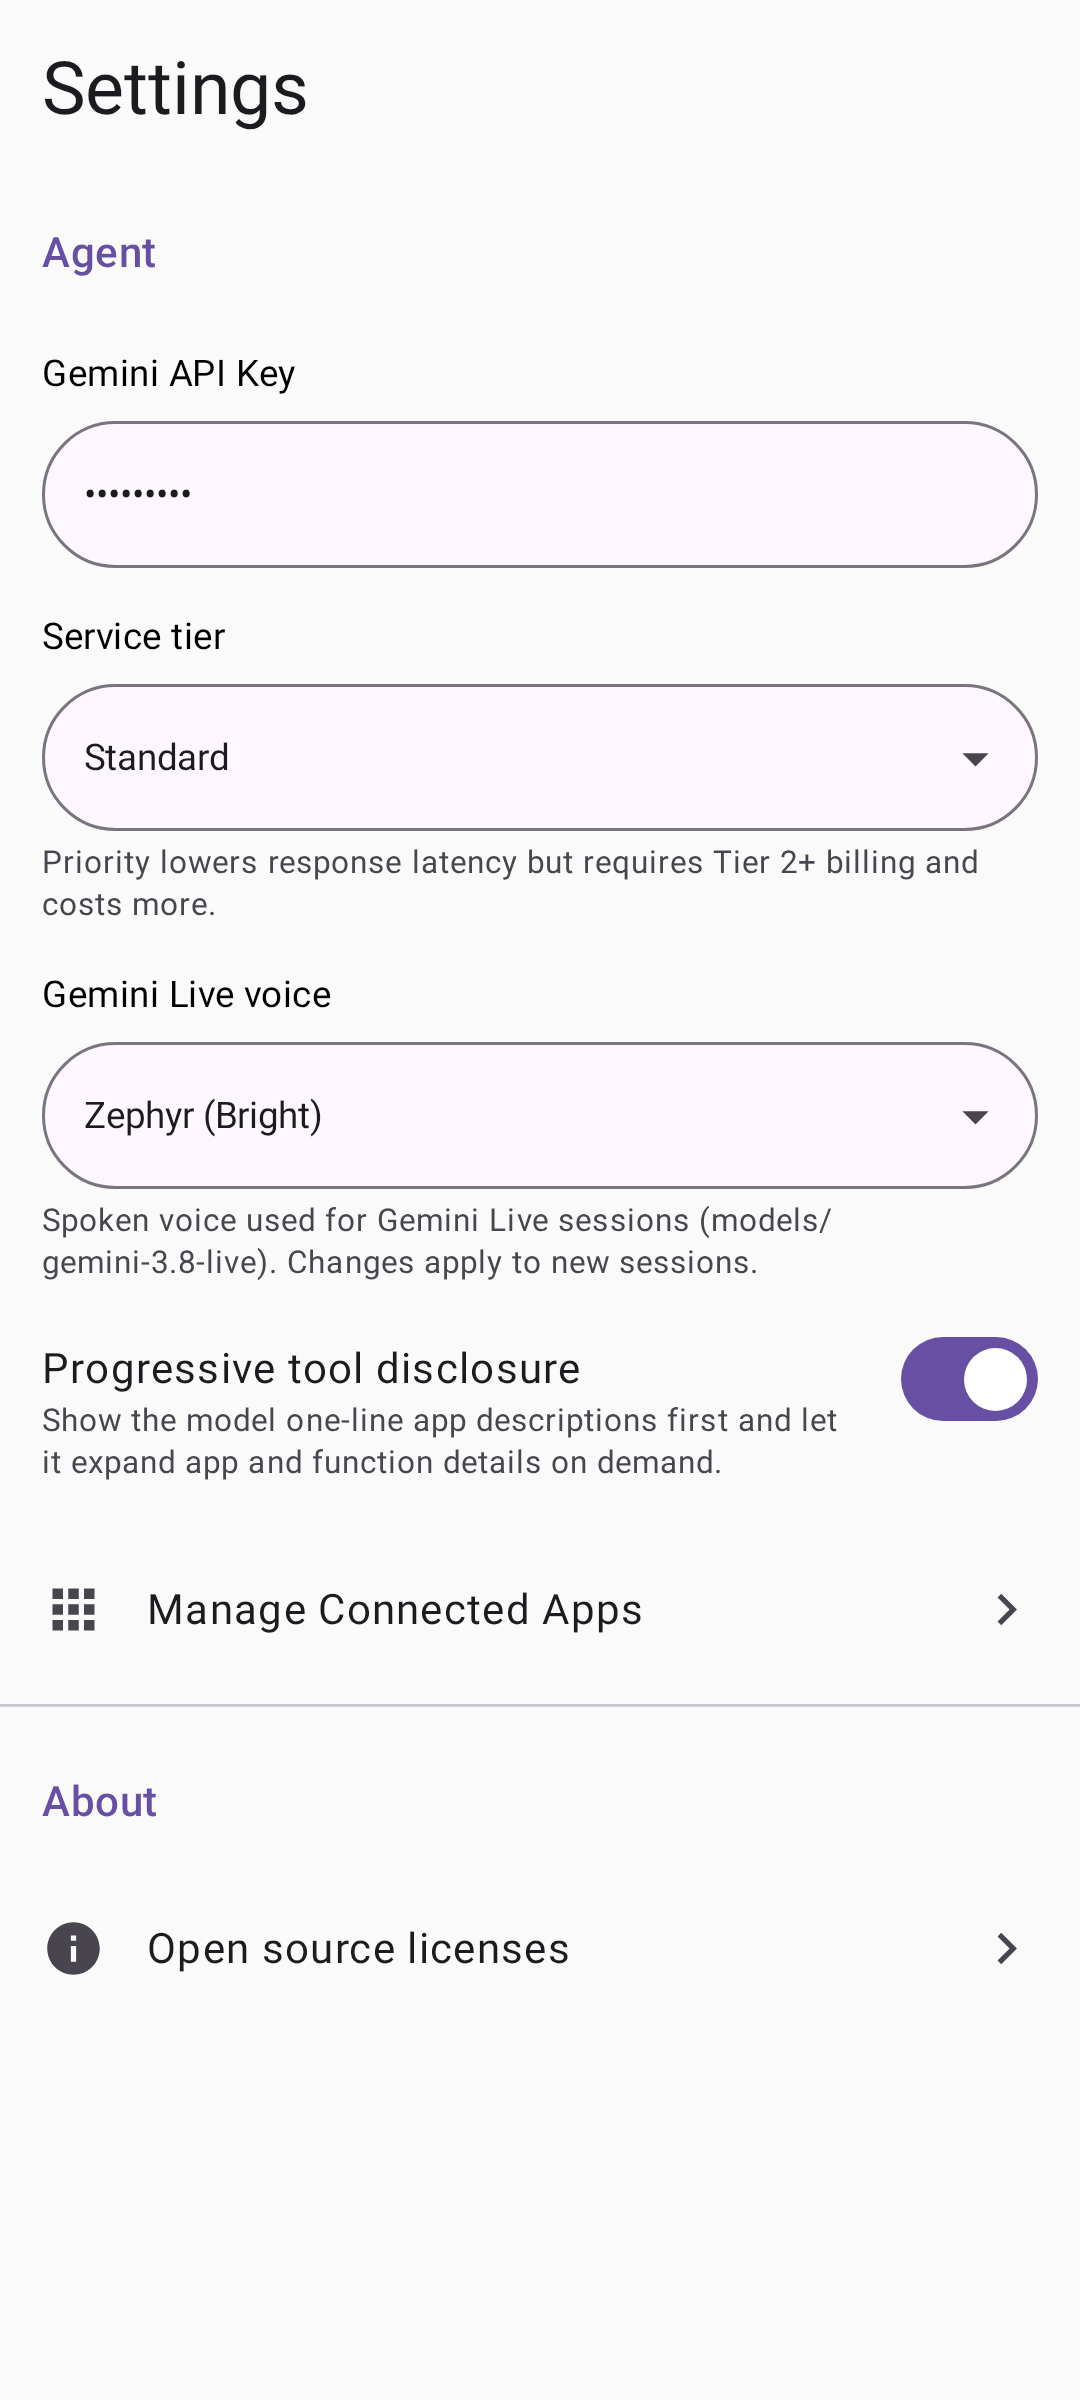 Settings
Agent
Gemini API Key
•••••••••
Service tier
Standard
Priority lowers response latency but requires Tier 2+ billing and
costs more.
Gemini Live voice
Zephyr (Bright)
Spoken voice used for Gemini Live sessions (models/
gemini-3.8-live). Changes apply to new sessions.
Progressive tool disclosure
Show the model one-line app descriptions first and let
it expand app and function details on demand.
Manage Connected Apps
About
Open source licenses